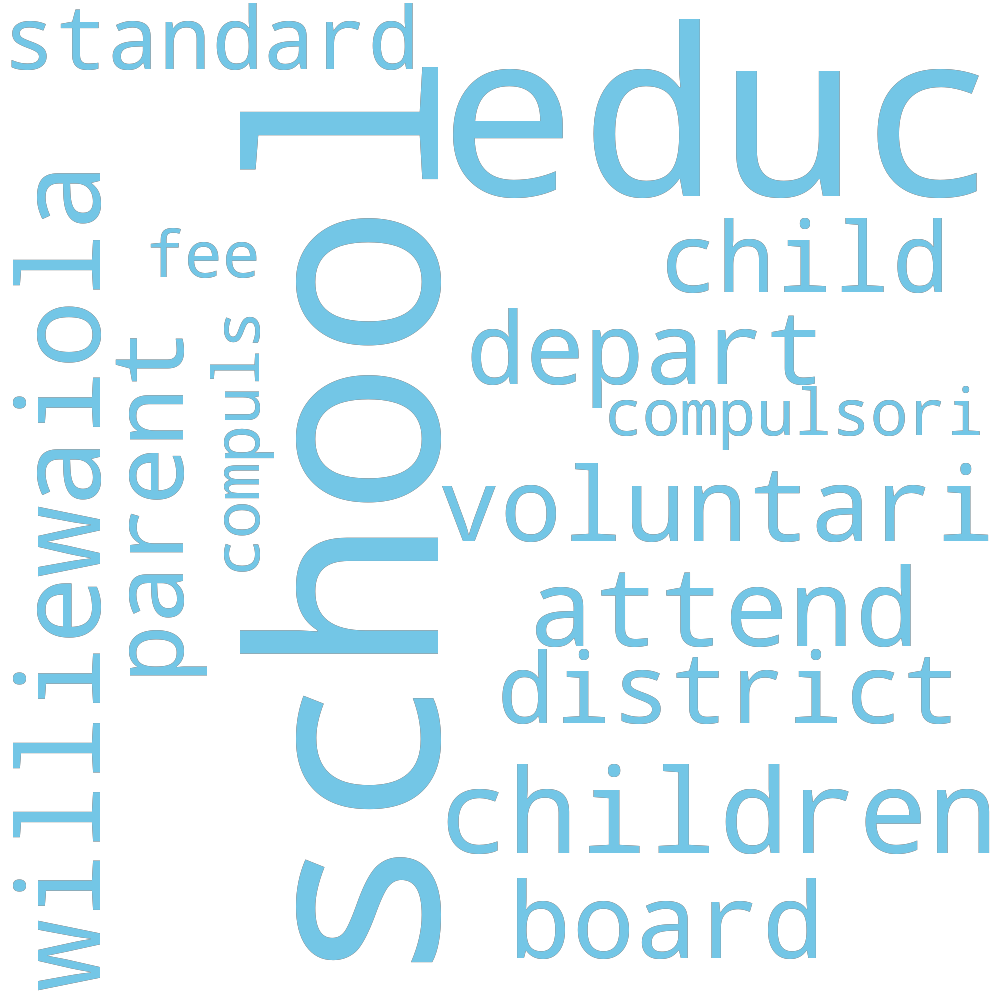 standard
educ
school
williewaiola
fee
child
parent
compuls
depart
compulsori
voluntari
attend
district
children
board